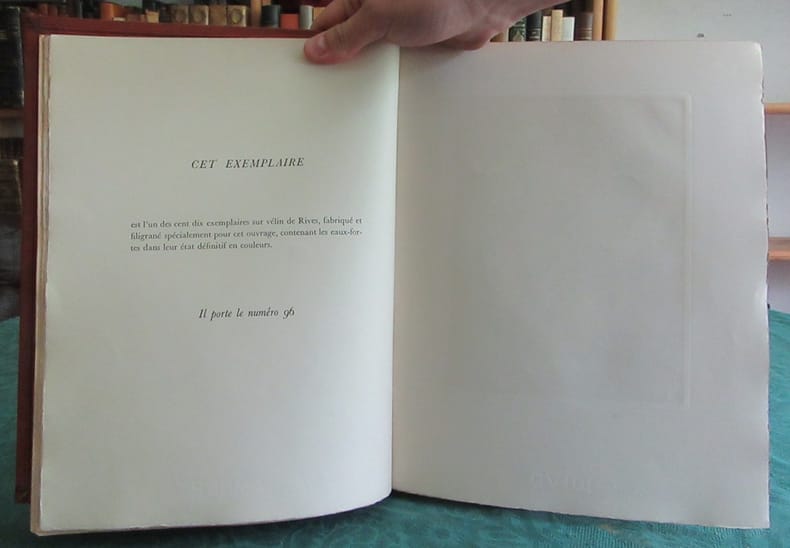 CET EXEMPLAIRE
est l'un des cent dix exemplaires sur vélin de Rives, fabriqué et
filigrané spécialement pour cet ouvrage, contenant les eaux-for-
tes dans leur état définitif en couleurs.
Il porte le numéro 96